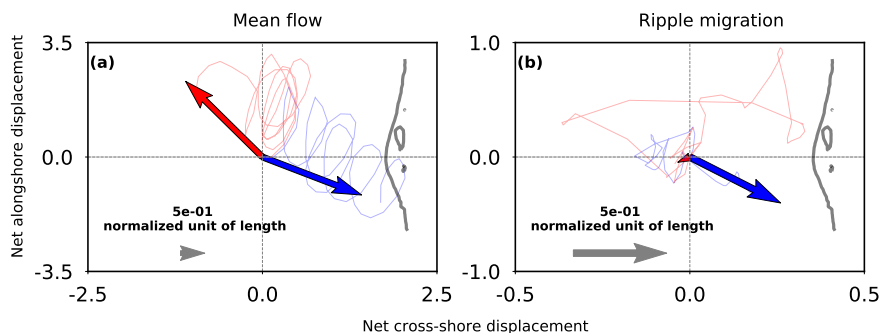 Mean flow
Ripple migration
Net alongshore displacement
3.5
0.0
-3.5
(a)
5e-01
normalized unit of length
-2.5
0.0
2.5
1.0
0.0
-1.0
(b)
5e-01
normalized unit of length
-0.5
0.0
0.5
Net cross-shore displacement